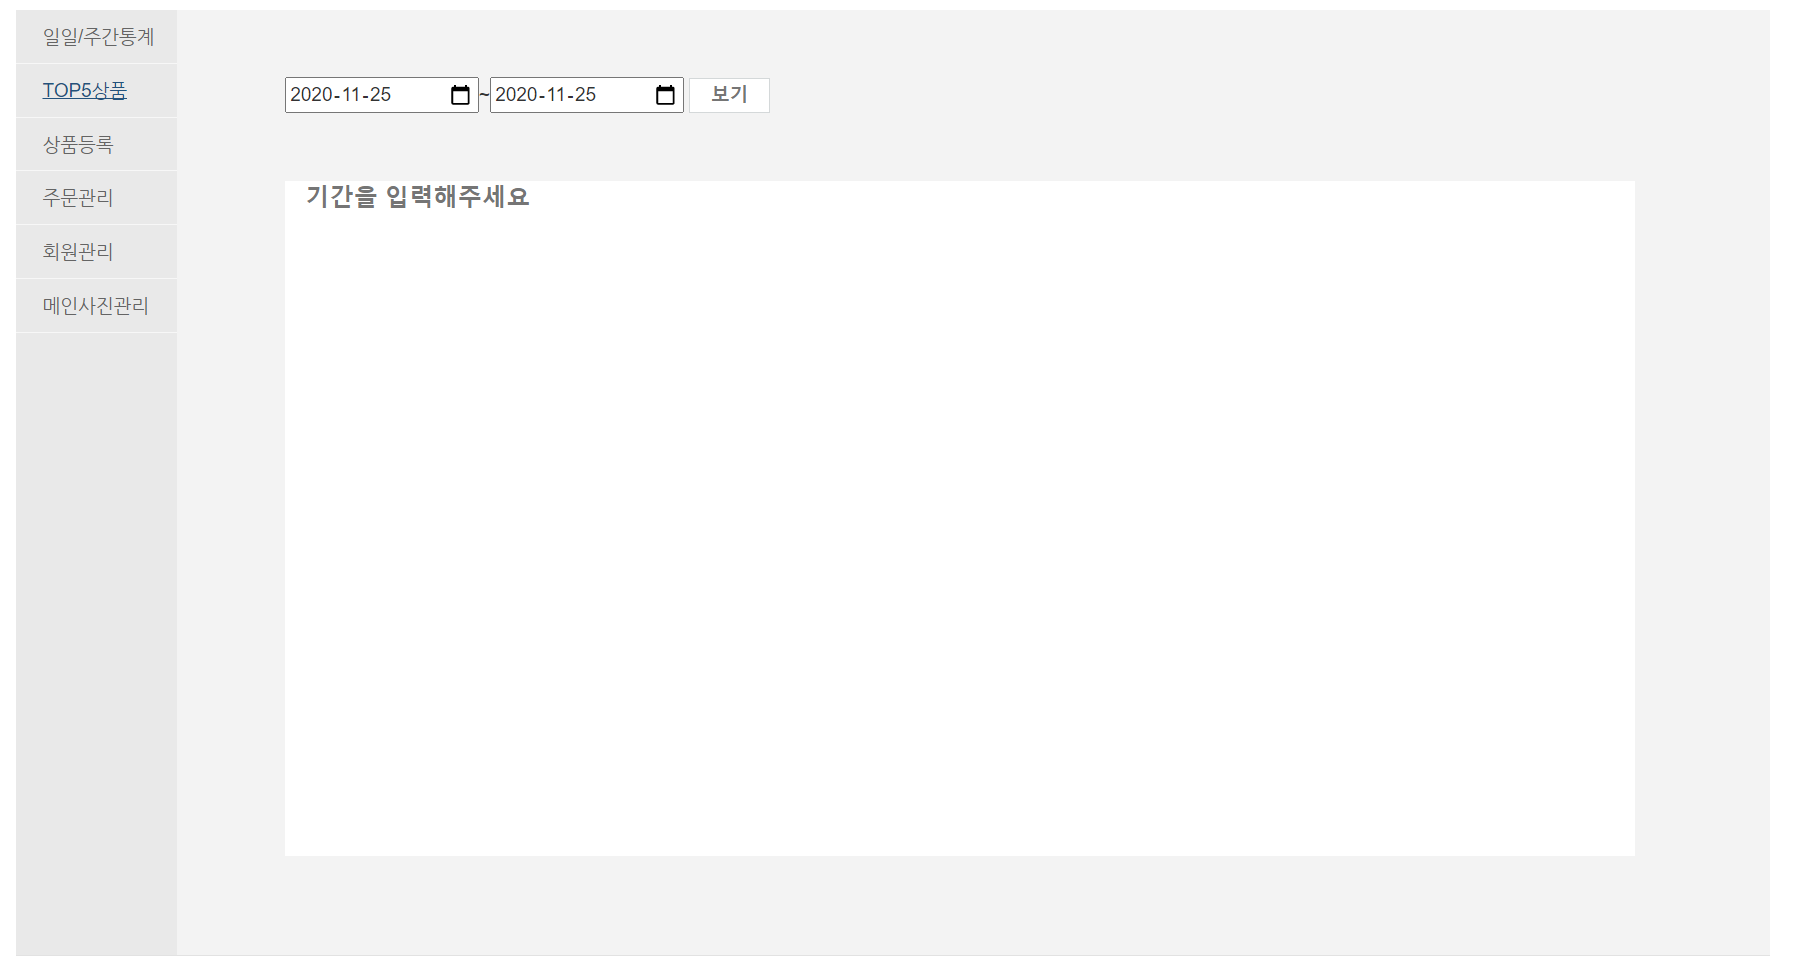 일일/주간통계
TOP5상품
상품등록
주문관리
회원관리
메인사진관리
2020-11-25 ~ 2020-11-25 보기
기간을 입력해주세요